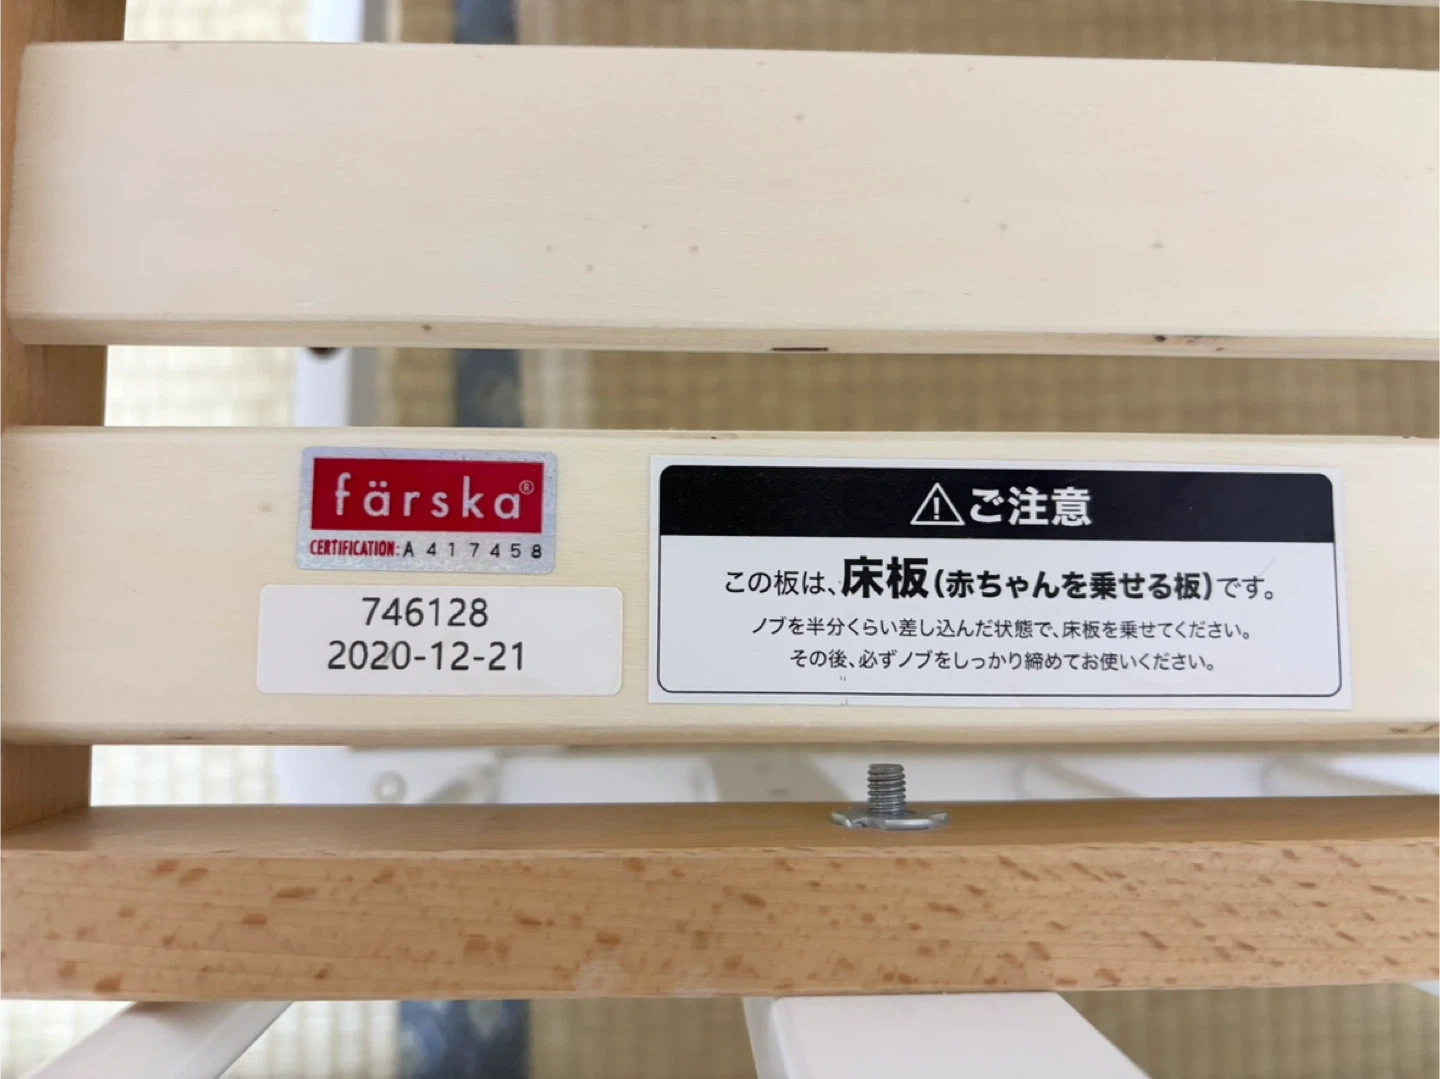 färska®
CERTIFICATION: A 417458
746128
2020-12-21
ご注意
この板は、床板(赤ちゃんを乗せる板)です。
ノブを半分くらい差し込んだ状態で、床板を乗せてください。
その後、必ずノブをしっかり締めてお使いください。